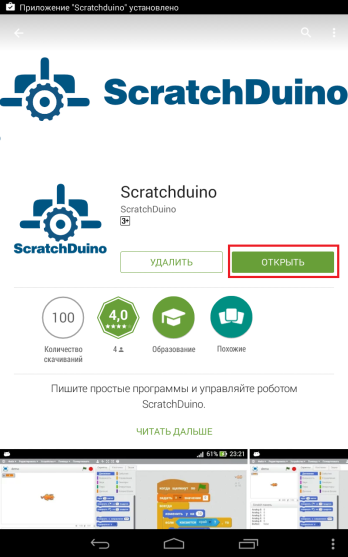 Приложение "Scratchduino" установлено
ScratchDuino
Scratchduino
ScratchDuino
3+
ScratchDuino
УДАЛИТЬ
ОТКРЫТЬ
100
4,0
Количество скачиваний
4
Образование
Похожие
Пишите простые программы и управляйте роботом
ScratchDuino.
ЧИТАТЬ ДАЛЬШЕ
61% 23:21